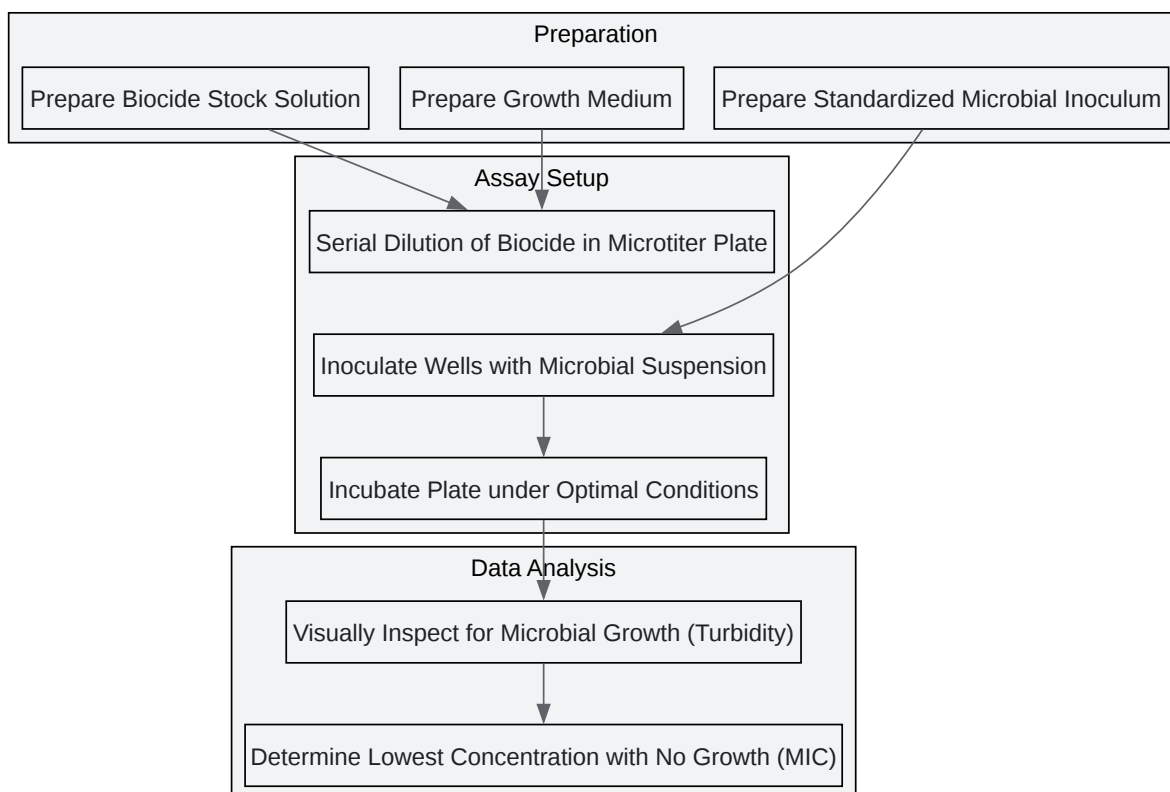 Preparation
Prepare Biocide Stock Solution
Prepare Growth Medium
Prepare Standardized Microbial Inoculum
Assay Setup
Serial Dilution of Biocide in Microtiter Plate
Inoculate Wells with Microbial Suspension
Incubate Plate under Optimal Conditions
Data Analysis
Visually Inspect for Microbial Growth (Turbidity)
Determine Lowest Concentration with No Growth (MIC)